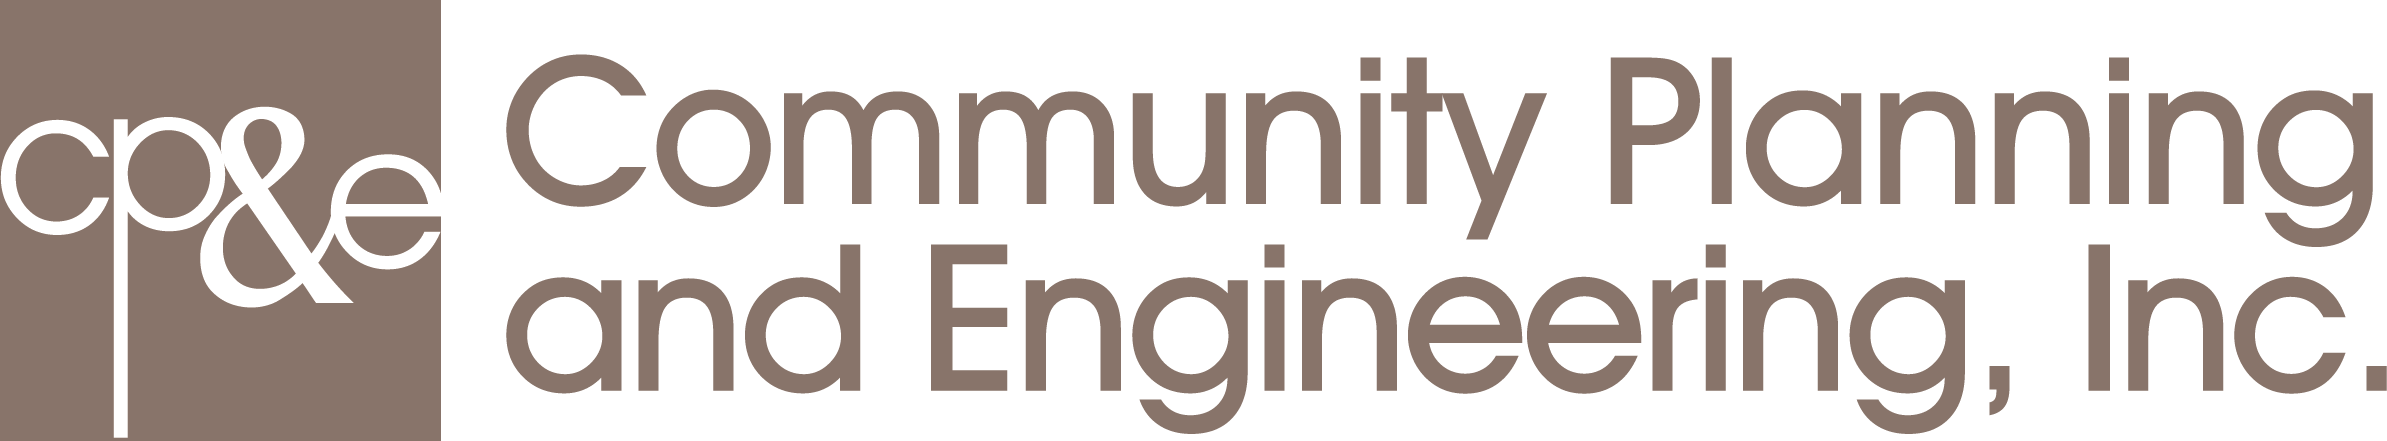 cp&e
Community Planning
and Engineering, Inc.